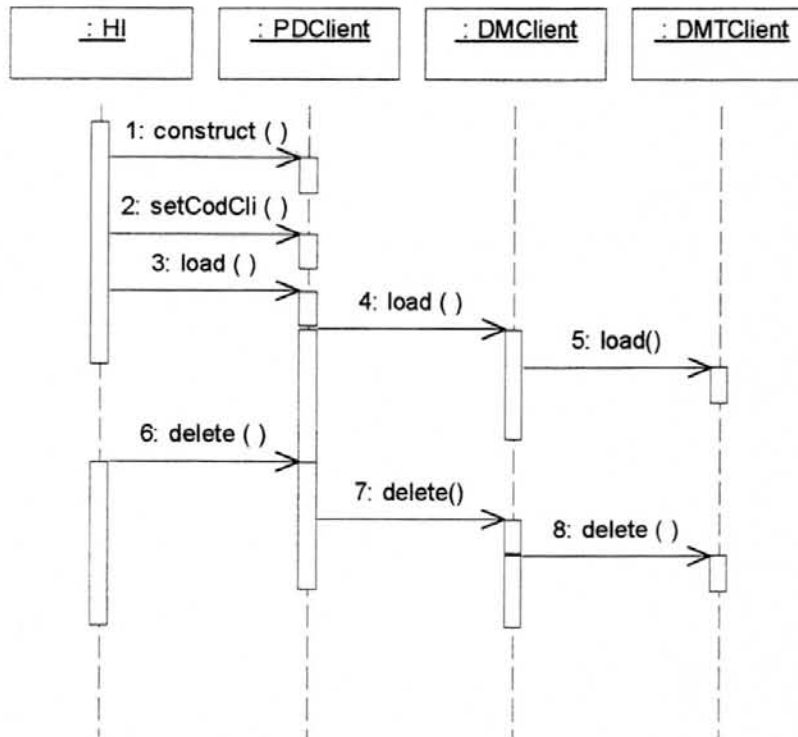 : HI
: PDClient
: DMClient
: DMTClient
1: construct ( )
2: setCodCli ( )
3: load ( )
4: load ( )
5: load()
6: delete ( )
7: delete()
8: delete ( )